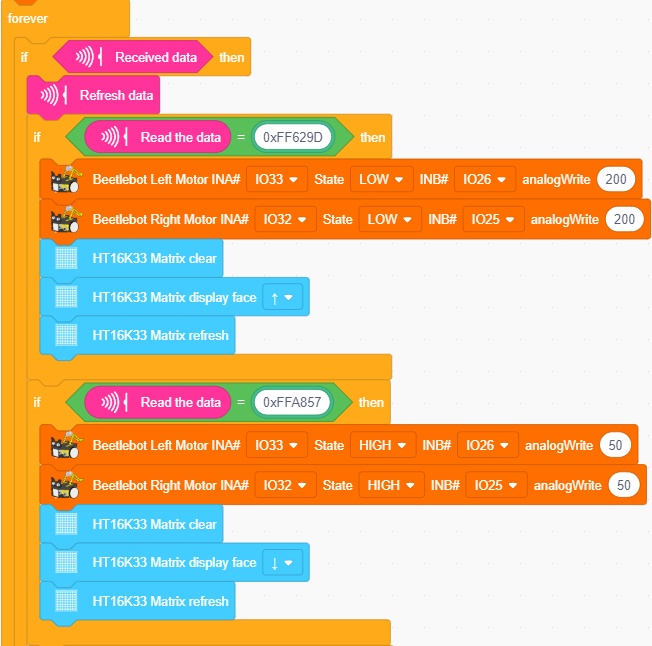 forever
if Received data then
Refresh data
if Read the data = 0xFF629D then
Beetlebot Left Motor INA# IO33 State LOW INB# IO26 analogWrite 200
Beetlebot Right Motor INA# IO32 State LOW INB# IO25 analogWrite 200
HT16K33 Matrix clear
HT16K33 Matrix display face ↑
HT16K33 Matrix refresh
if Read the data = 0xFFA857 then
Beetlebot Left Motor INA# IO33 State HIGH INB# IO26 analogWrite 50
Beetlebot Right Motor INA# IO32 State HIGH INB# IO25 analogWrite 50
HT16K33 Matrix clear
HT16K33 Matrix display face ↓
HT16K33 Matrix refresh